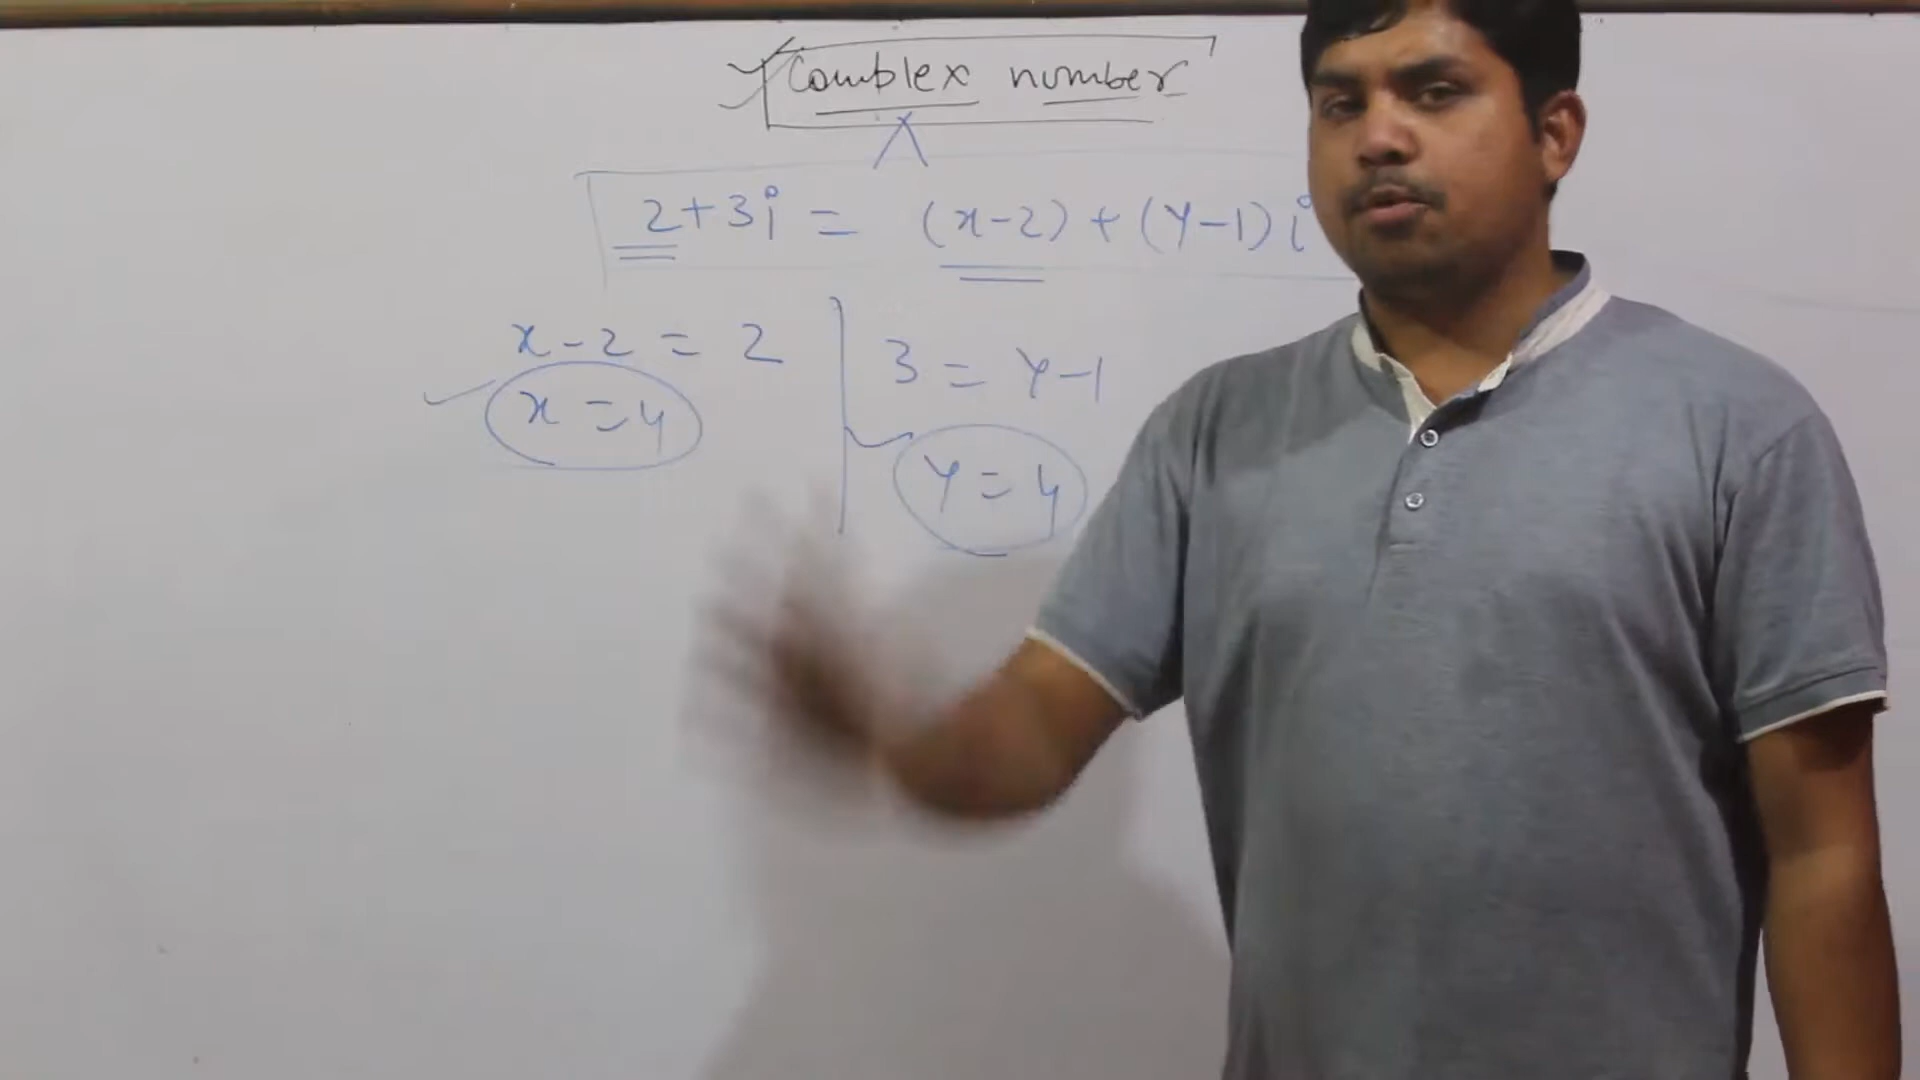 Complex number
2+3i = (x-2) + (y-1) i
x-2 = 2
x = 4
3 = y-1
y = 4